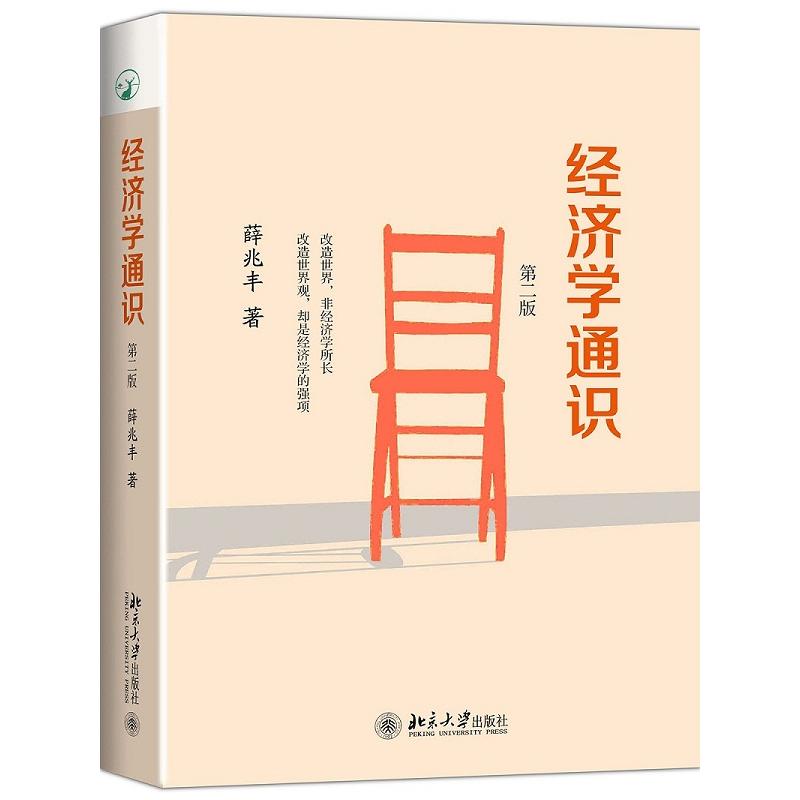 经济学通识
第二版
改造世界，非经济学所长
改造世界观，却是经济学的强项
薛兆丰 著
北京大学出版社
PEKING UNIVERSITY PRESS
经济学通识
第二版
薛兆丰 著
北京大学出版社
PEKING UNIVERSITY PRESS